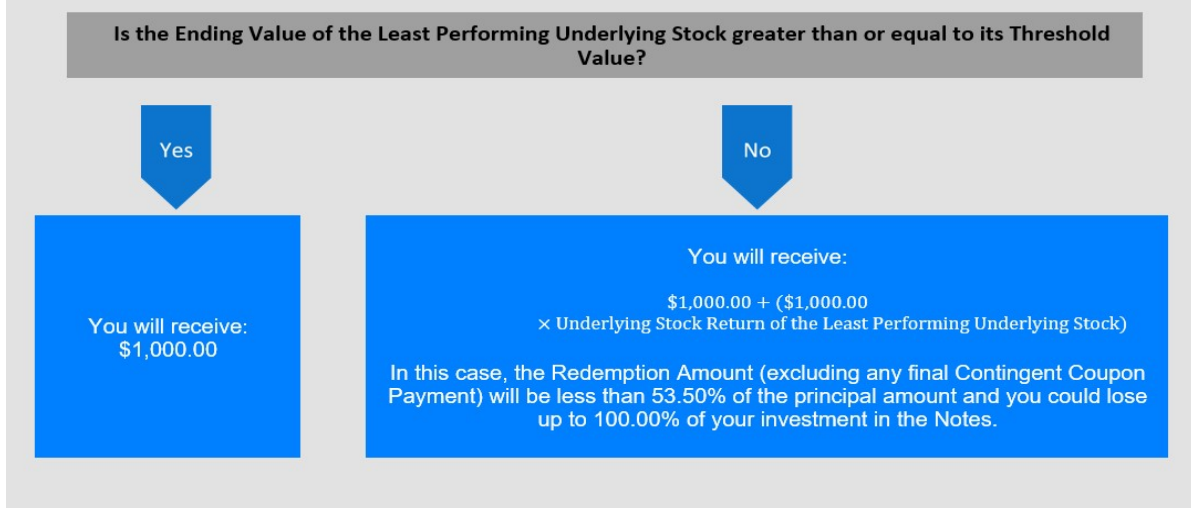 Is the Ending Value of the Least Performing Underlying Stock greater than or equal to its Threshold
Value?
Yes
No
You will receive:
$1,000.00
You will receive:
$1,000.00 + ($1,000.00
× Underlying Stock Return of the Least Performing Underlying Stock)
In this case, the Redemption Amount (excluding any final Contingent Coupon
Payment) will be less than 53.50% of the principal amount and you could lose
up to 100.00% of your investment in the Notes.